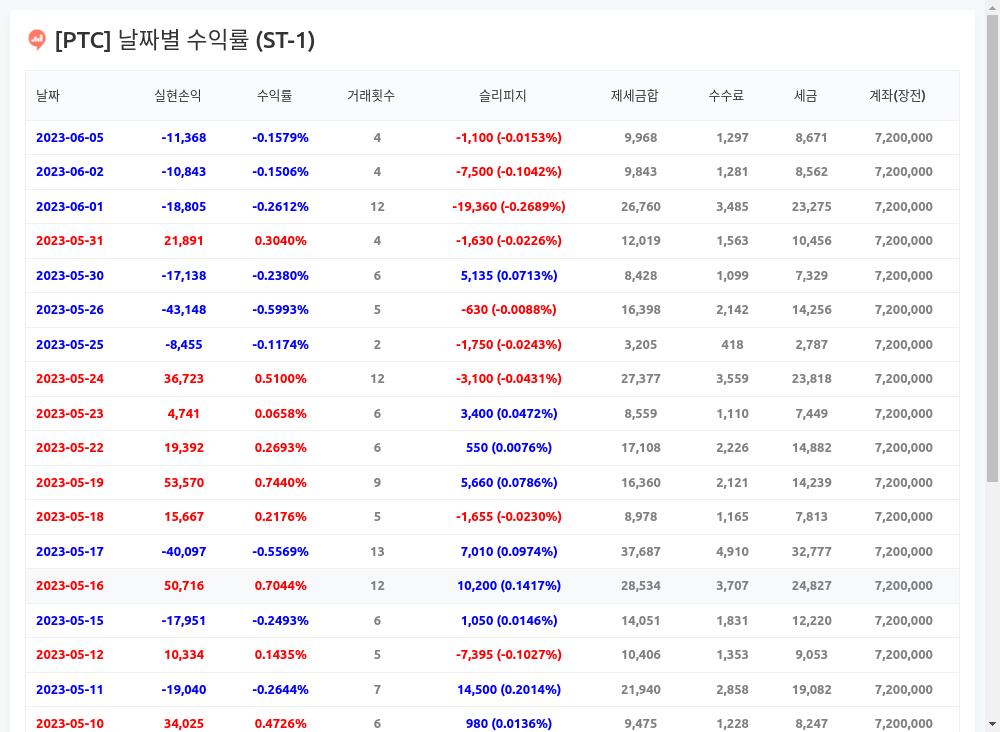 [PTC] 날짜별 수익률 (ST-1)
날짜 실현손익 수익률 거래횟수 슬리피지 제세금합 수수료 세금 계좌(장전)
2023-06-05 -11,368 -0.1579% 4 -1,100 (-0.0153%) 9,968 1,297 8,671 7,200,000
2023-06-02 -10,843 -0.1506% 4 -7,500 (-0.1042%) 9,843 1,281 8,562 7,200,000
2023-06-01 -18,805 -0.2612% 12 -19,360 (-0.2689%) 26,760 3,485 23,275 7,200,000
2023-05-31 21,891 0.3040% 4 -1,630 (-0.0226%) 12,019 1,563 10,456 7,200,000
2023-05-30 -17,138 -0.2380% 6 5,135 (0.0713%) 8,428 1,099 7,329 7,200,000
2023-05-26 -43,148 -0.5993% 5 -630 (-0.0088%) 16,398 2,142 14,256 7,200,000
2023-05-25 -8,455 -0.1174% 2 -1,750 (-0.0243%) 3,205 418 2,787 7,200,000
2023-05-24 36,723 0.5100% 12 -3,100 (-0.0431%) 27,377 3,559 23,818 7,200,000
2023-05-23 4,741 0.0658% 6 3,400 (0.0472%) 8,559 1,110 7,449 7,200,000
2023-05-22 19,392 0.2693% 6 550 (0.0076%) 17,108 2,226 14,882 7,200,000
2023-05-19 53,570 0.7440% 9 5,660 (0.0786%) 16,360 2,121 14,239 7,200,000
2023-05-18 15,667 0.2176% 5 -1,655 (-0.0230%) 8,978 1,165 7,813 7,200,000
2023-05-17 -40,097 -0.5569% 13 7,010 (0.0974%) 37,687 4,910 32,777 7,200,000
2023-05-16 50,716 0.7044% 12 10,200 (0.1417%) 28,534 3,707 24,827 7,200,000
2023-05-15 -17,951 -0.2493% 6 1,050 (0.0146%) 14,051 1,831 12,220 7,200,000
2023-05-12 10,334 0.1435% 5 -7,395 (-0.1027%) 10,406 1,353 9,053 7,200,000
2023-05-11 -19,040 -0.2644% 7 14,500 (0.2014%) 21,940 2,858 19,082 7,200,000
2023-05-10 34,025 0.4726% 6 980 (0.0136%) 9,475 1,228 8,247 7,200,000